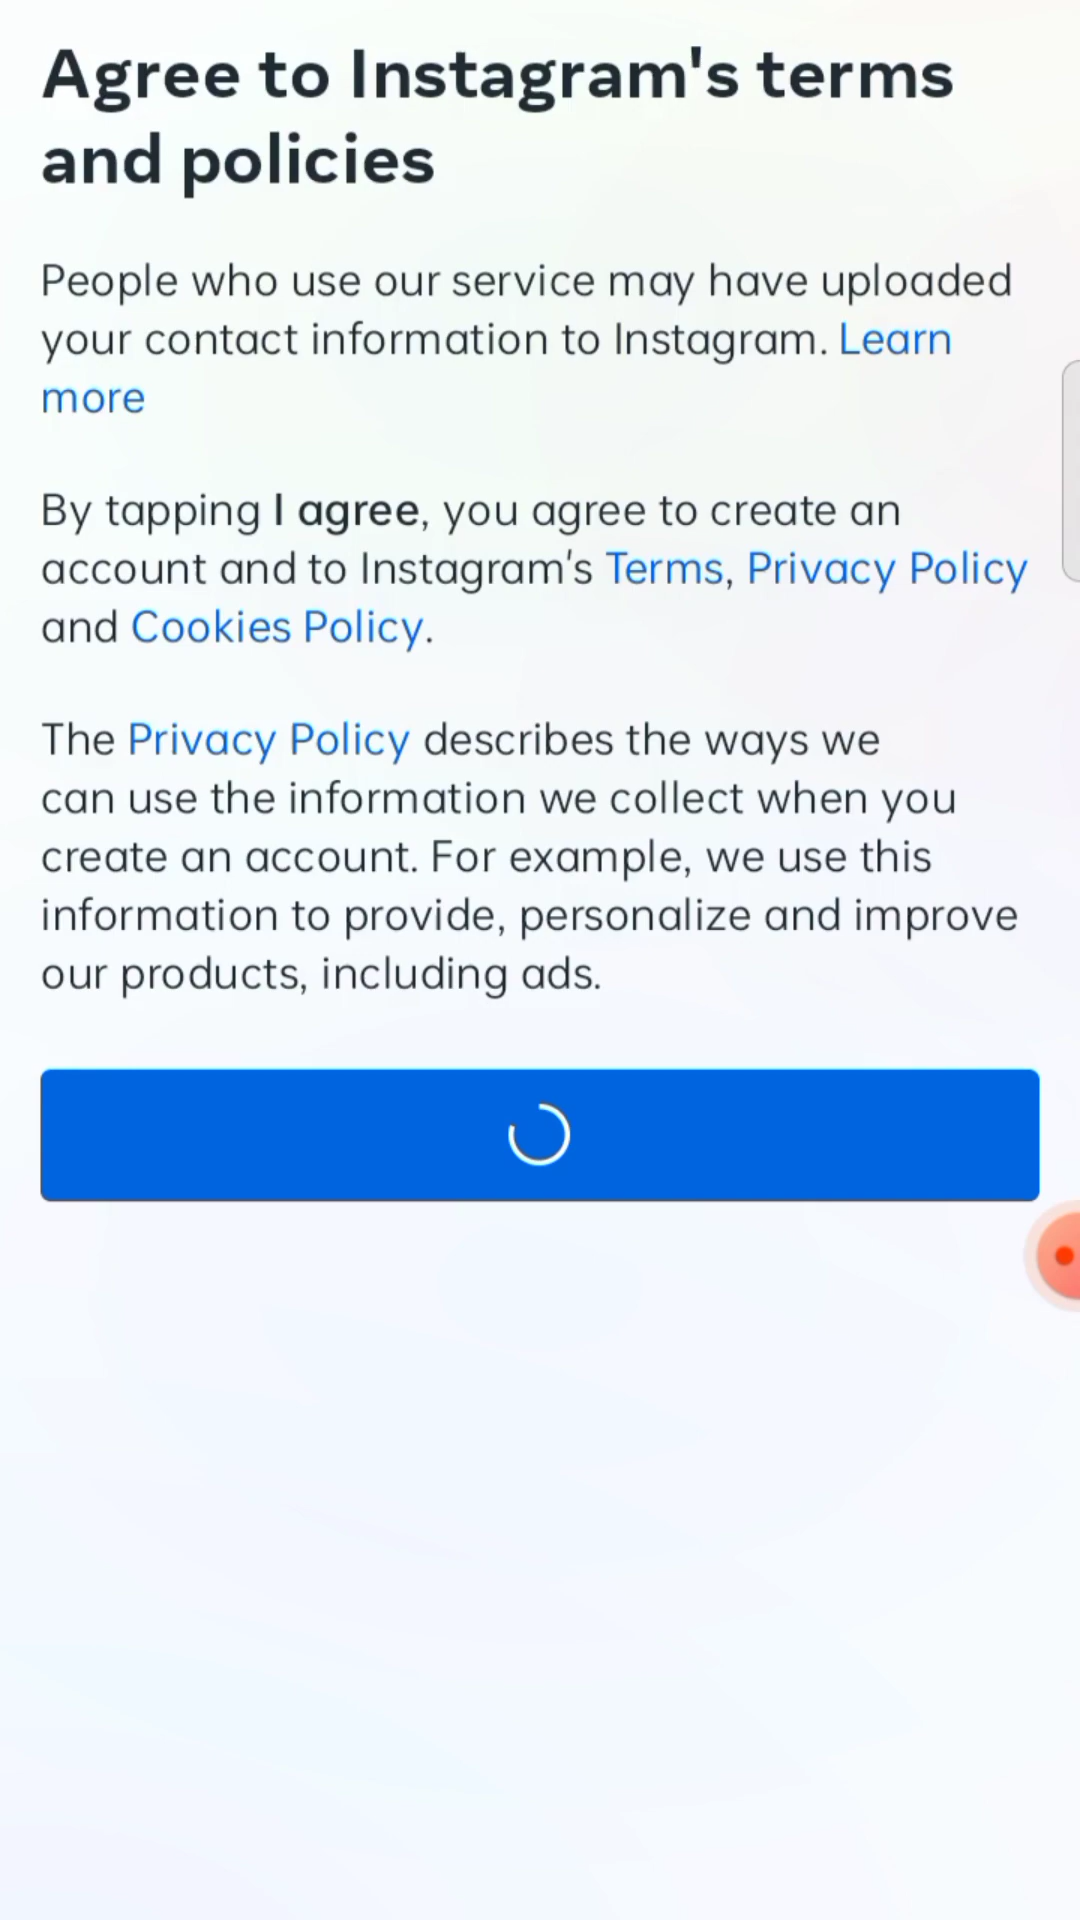 Agree to Instagram's terms
and policies
People who use our service may have uploaded
your contact information to Instagram. Learn
more
By tapping I agree, you agree to create an
account and to Instagram's Terms, Privacy Policy
and Cookies Policy.
The Privacy Policy describes the ways we
can use the information we collect when you
create an account. For example, we use this
information to provide, personalize and improve
our products, including ads.